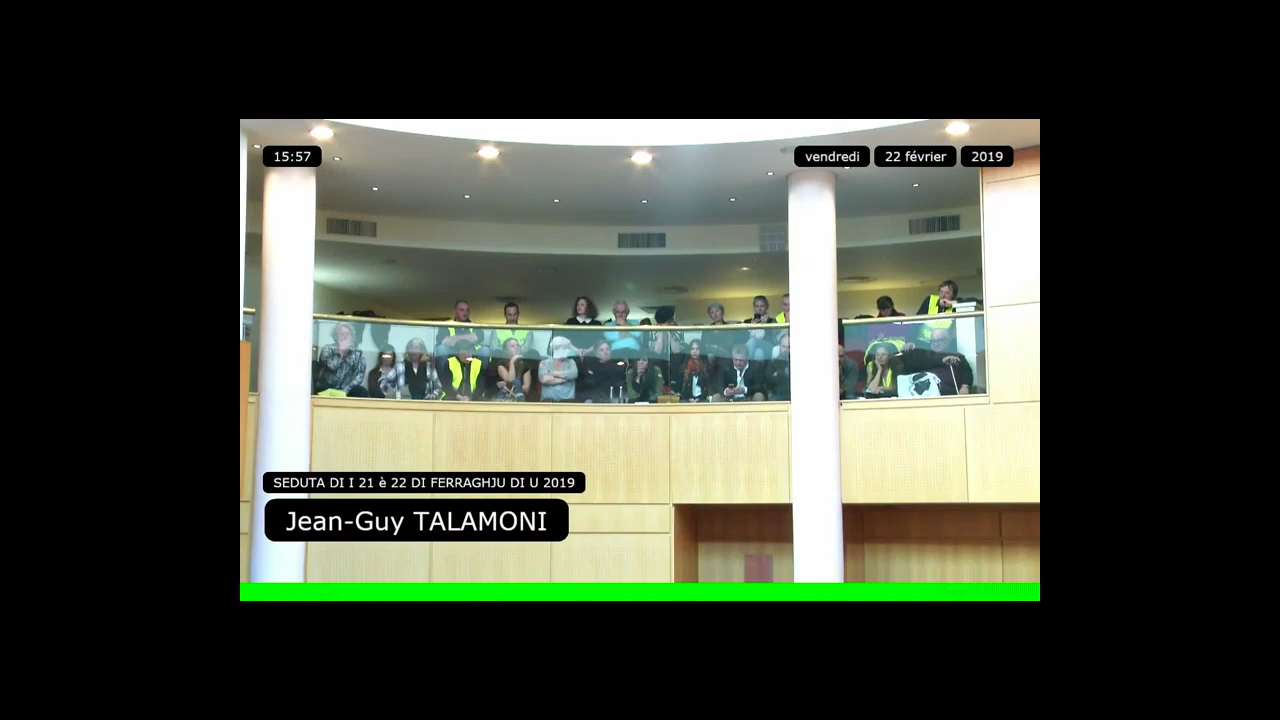 15:57
vendredi 22 février 2019
SEDUTA DI I 21 è 22 DI FERRAGHJU DI U 2019
Jean-Guy TALAMONI